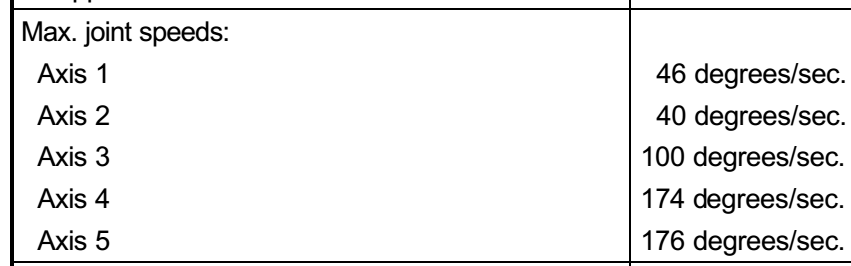 Max. joint speeds:
Axis 1 46 degrees/sec.
Axis 2 40 degrees/sec.
Axis 3 100 degrees/sec.
Axis 4 174 degrees/sec.
Axis 5 176 degrees/sec.